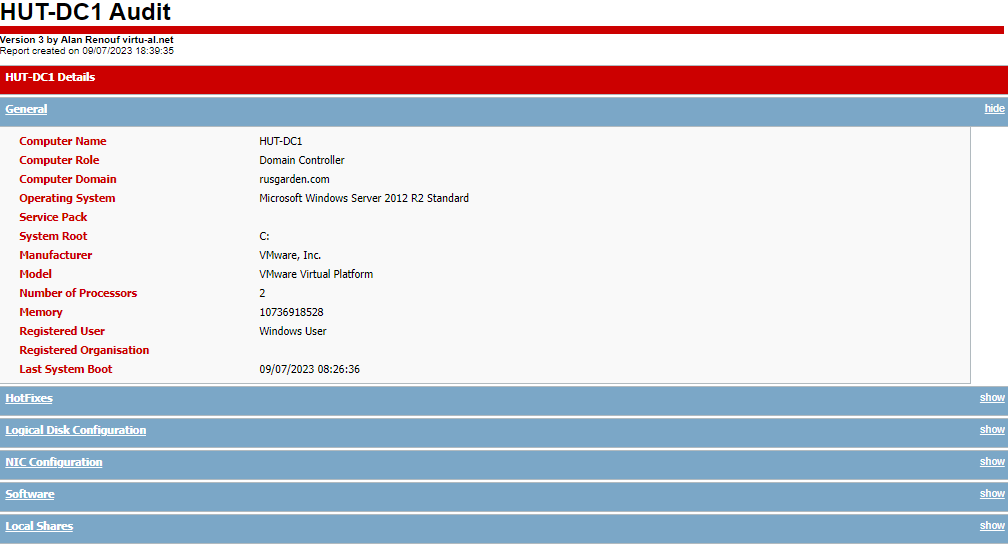 HUT-DC1 Audit
Version 3 by Alan Renouf virtu-al.net
Report created on 09/07/2023 18:39:35
HUT-DC1 Details
General hide
Computer Name HUT-DC1
Computer Role Domain Controller
Computer Domain rusgarden.com
Operating System Microsoft Windows Server 2012 R2 Standard
Service Pack
System Root C:
Manufacturer VMware, Inc.
Model VMware Virtual Platform
Number of Processors 2
Memory 10736918528
Registered User Windows User
Registered Organisation
Last System Boot 09/07/2023 08:26:36
HotFixes show
Logical Disk Configuration show
NIC Configuration show
Software show
Local Shares show